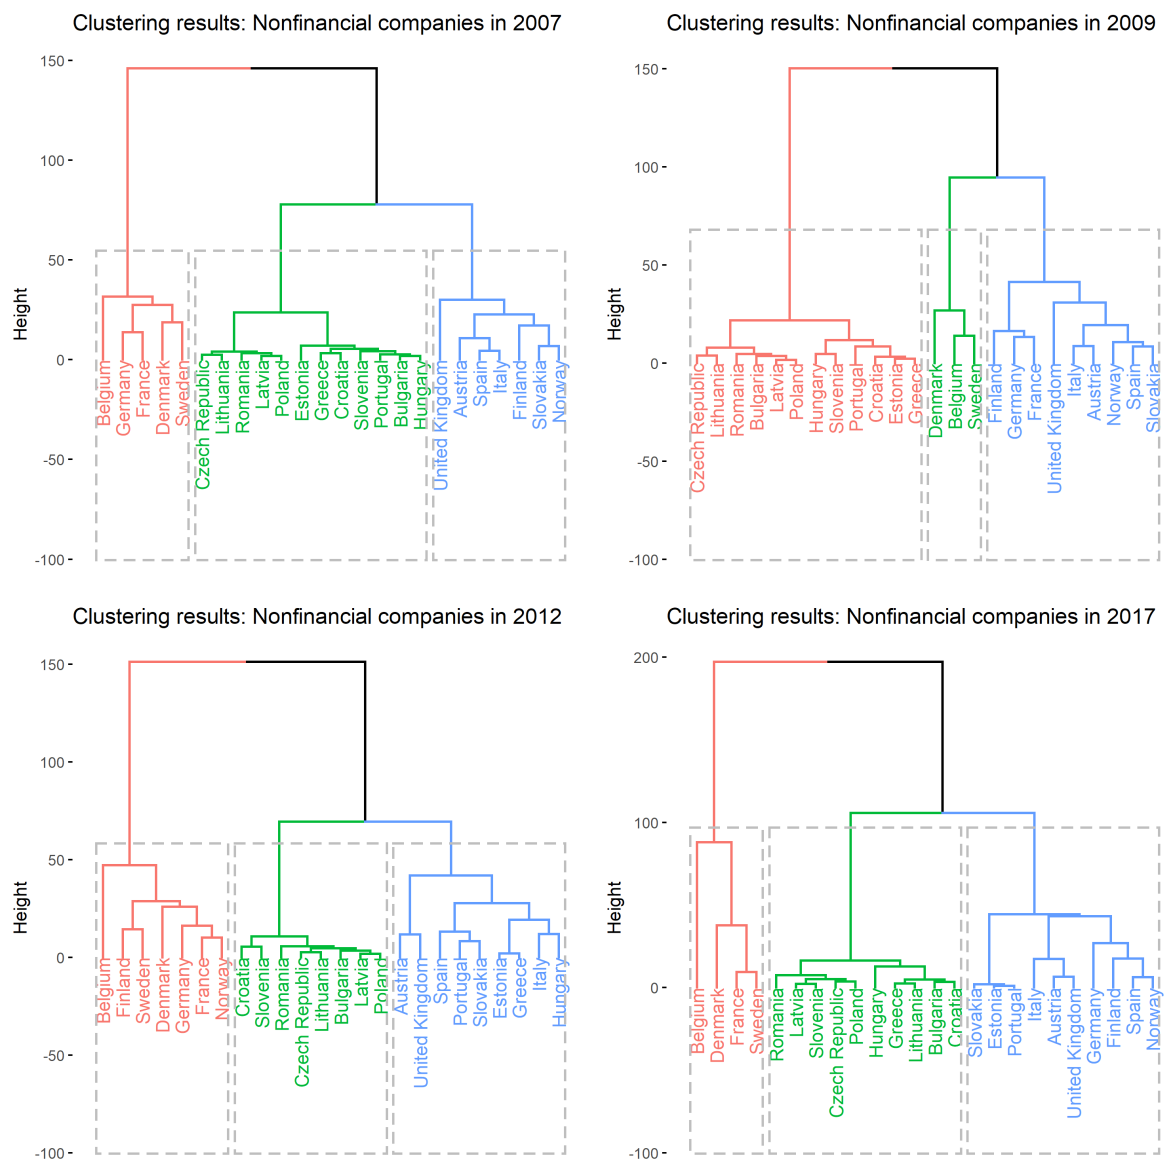 Clustering results: Nonfinancial companies in 2007
150
100
50
0
-50
-100
Height
Belgium
Germany
France
Denmark
Sweden
Czech Republic
Lithuania
Romania
Latvia
Poland
Estonia
Greece
Croatia
Slovenia
Portugal
Bulgaria
Hungary
United Kingdom
Austria
Spain
Italy
Finland
Slovakia
Norway
Clustering results: Nonfinancial companies in 2009
150
100
50
0
-50
-100
Height
Czech Republic
Lithuania
Romania
Bulgaria
Latvia
Poland
Hungary
Slovenia
Portugal
Croatia
Estonia
Greece
Denmark
Belgium
Sweden
Finland
Germany
France
United Kingdom
Italy
Austria
Norway
Spain
Slovakia
Clustering results: Nonfinancial companies in 2012
150
100
50
0
-50
-100
Height
Belgium
Finland
Sweden
Denmark
Germany
France
Norway
Croatia
Slovenia
Romania
Czech Republic
Lithuania
Bulgaria
Latvia
Poland
Austria
United Kingdom
Spain
Portugal
Slovakia
Estonia
Greece
Italy
Hungary
Clustering results: Nonfinancial companies in 2017
200
100
0
-100
Height
Belgium
Denmark
France
Sweden
Romania
Latvia
Slovenia
Czech Republic
Poland
Hungary
Greece
Lithuania
Bulgaria
Croatia
Slovakia
Estonia
Portugal
Italy
Austria
United Kingdom
Germany
Finland
Spain
Norway